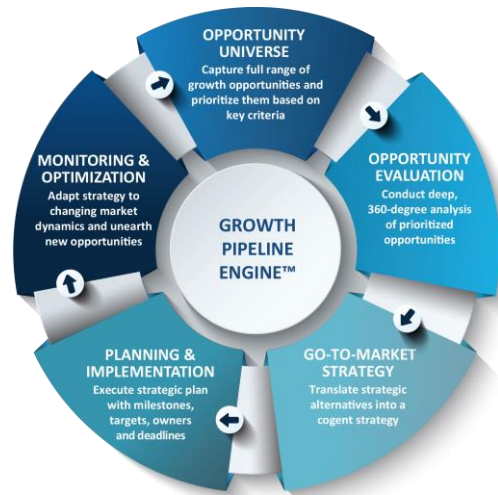 OPPORTUNITY
UNIVERSE
Capture full range of
growth opportunities and
prioritize them based on
key criteria
OPPORTUNITY
EVALUATION
Conduct deep,
360-degree analysis
of prioritized
opportunities
GO-TO-MARKET
STRATEGY
Translate strategic
alternatives into a
cogent strategy
PLANNING &
IMPLEMENTATION
Execute strategic plan
with milestones,
targets, owners
and deadlines
MONITORING &
OPTIMIZATION
Adapt strategy to
changing market
dynamics and unearth
new opportunities
GROWTH
PIPELINE
ENGINE™